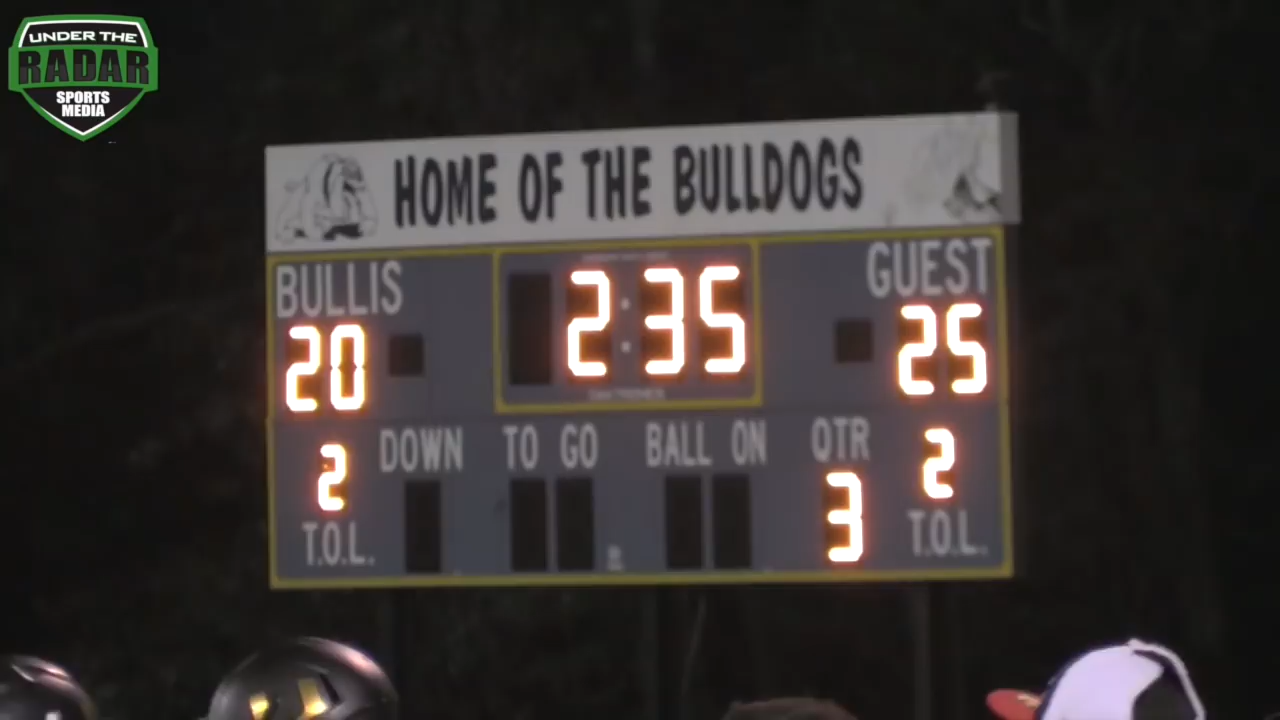 UNDER THE
RADAR
SPORTS
MEDIA
HOME OF THE BULLDOGS
BULLIS 2:35 GUEST
20 25
2 DOWN TO GO BALL ON QTR 2
T.O.L. 3 T.O.L.